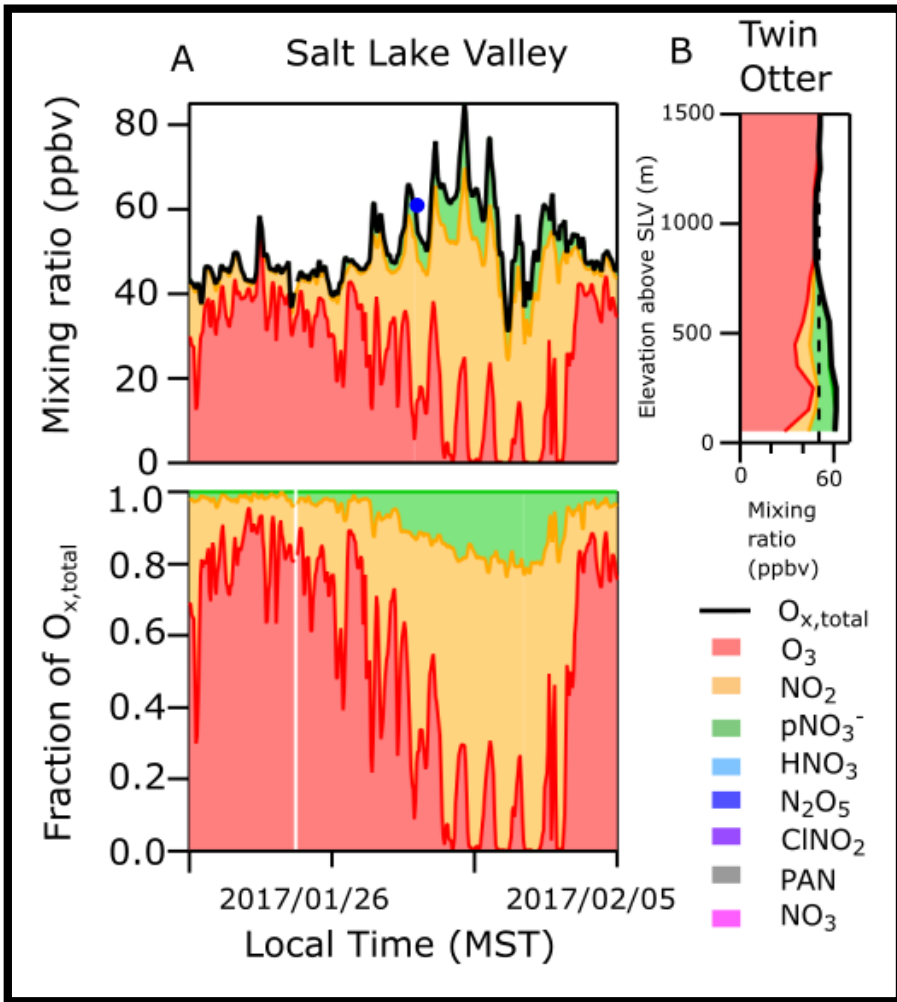 A
Salt Lake Valley
B
Twin
Otter
Mixing ratio (ppbv)
80
60
40
20
0
Elevation above SLV (m)
1500
1000
500
0
0
60
Mixing
ratio
(ppbv)
Fraction of Ox,total
1.0
0.8
0.6
0.4
0.2
0.0
2017/01/26
2017/02/05
Local Time (MST)
Ox,total
O3
NO2
pNO3-
HNO3
N2O5
ClNO2
PAN
NO3